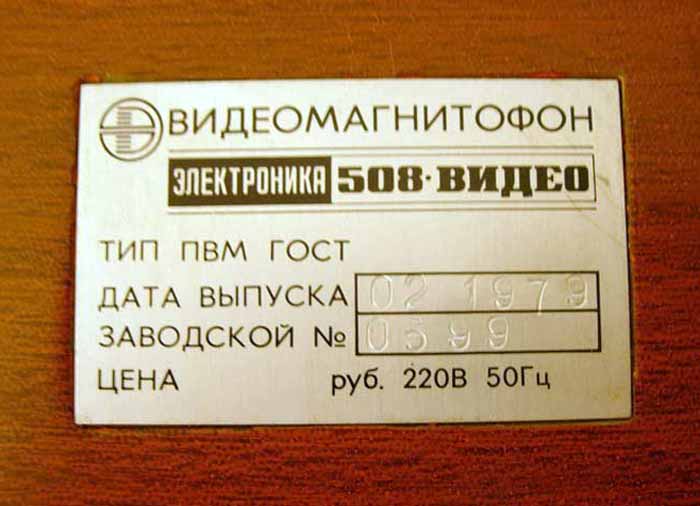 ВИДЕОМАГНИТОФОН
ЭЛЕКТРОНИКА 508·ВИДЕО
ТИП ПВМ ГОСТ
ДАТА ВЫПУСКА 02 1979
ЗАВОДСКОЙ № 0599
ЦЕНА руб. 220В 50Гц